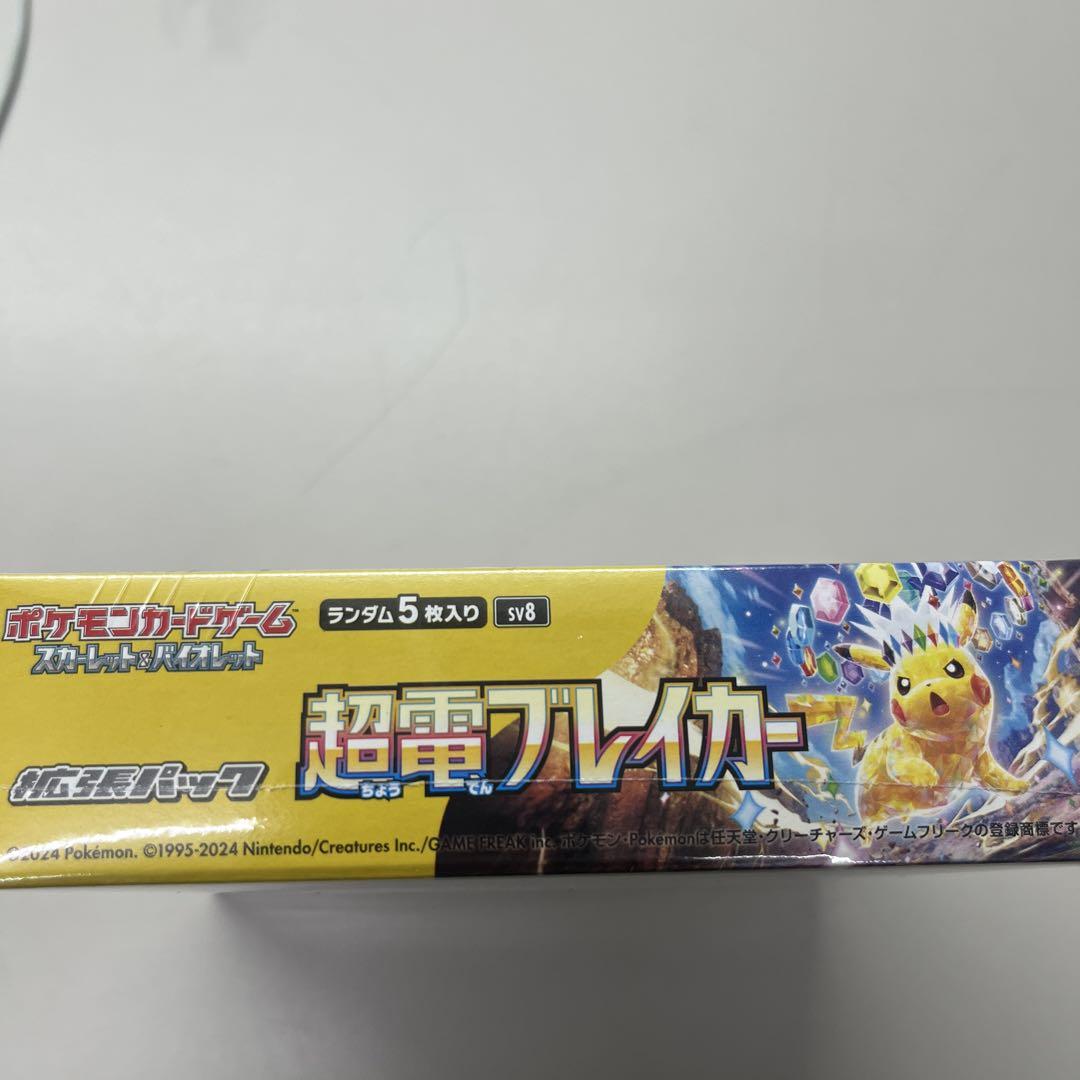 ポケモンカードゲーム™
スカーレット&バイオレット
ランダム5枚入り
SV8
拡張パック
超電ブレイカー
ちょう でん
©2024 Pokémon. ©1995-2024 Nintendo/Creatures Inc./GAME FREAK inc. ポケモン・Pokémonは任天堂・クリーチャーズ・ゲームフリークの登録商標です